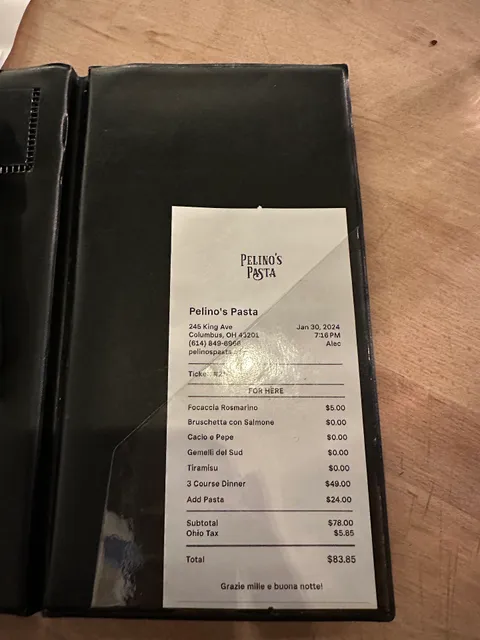 PELINO'S
PASTA
Pelino's Pasta
245 King Ave Jan 30, 2024
Columbus, OH 43201 7:16 PM
(614) 849-6966 Alec
pelinospasta
Ticket
FOR HERE
Focaccia Rosmarino $5.00
Bruschetta con Salmone $0.00
Cacio e Pepe $0.00
Gemelli del Sud $0.00
Tiramisu $0.00
3 Course Dinner $49.00
Add Pasta $24.00
Subtotal $78.00
Ohio Tax $5.85
Total $83.85
Grazie mille e buona notte!